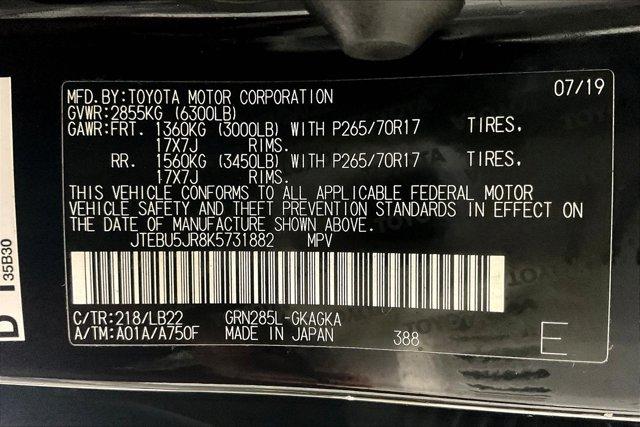 MFD.BY:TOYOTA MOTOR CORPORATION 07/19
GVWR:2855KG (6300LB)
GAWR:FRT. 1360KG (3000LB) WITH P265/70R17 TIRES.
17X7J RIMS.
RR. 1560KG (3450LB) WITH P265/70R17 TIRES.
17X7J RIMS.
THIS VEHICLE CONFORMS TO ALL APPLICABLE FEDERAL MOTOR
VEHICLE SAFETY AND THEFT PREVENTION STANDARDS IN EFFECT ON
THE DATE OF MANUFACTURE SHOWN ABOVE.
JTEBU5JR8K5731882 MPV
C/TR:218/LB22 GRN285L-GKAGKA
A/TM:A01A/A750F MADE IN JAPAN 388 E
35B30